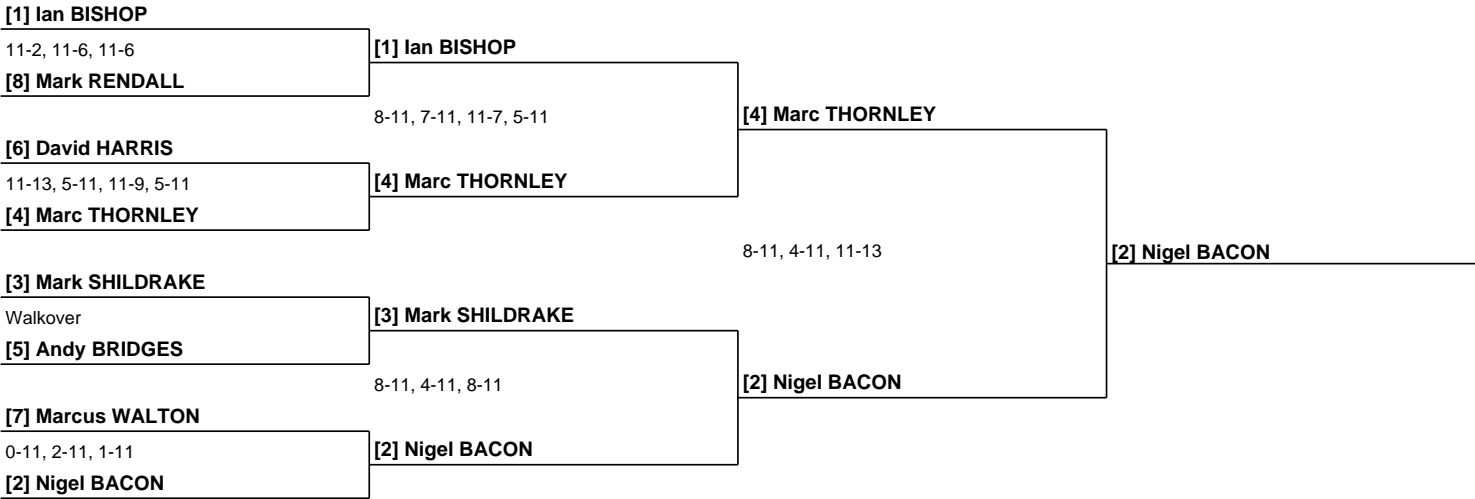 [1] Ian BISHOP
11-2, 11-6, 11-6
[8] Mark RENDALL
[6] David HARRIS
11-13, 5-11, 11-9, 5-11
[4] Marc THORNLEY
[3] Mark SHILDRAKE
Walkover
[5] Andy BRIDGES
[7] Marcus WALTON
0-11, 2-11, 1-11
[2] Nigel BACON
[1] Ian BISHOP
8-11, 7-11, 11-7, 5-11
[4] Marc THORNLEY
[3] Mark SHILDRAKE
8-11, 4-11, 8-11
[2] Nigel BACON
[4] Marc THORNLEY
8-11, 4-11, 11-13
[2] Nigel BACON
[2] Nigel BACON